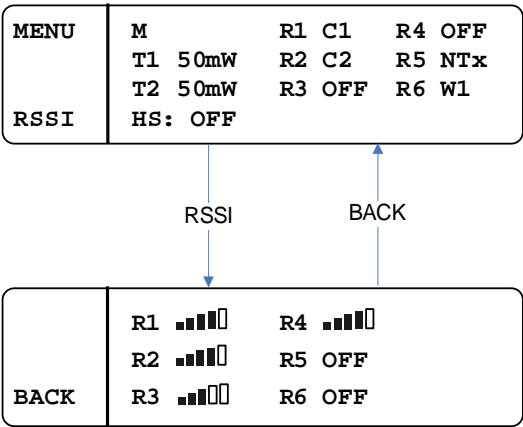 MENU M R1 C1 R4 OFF
T1 50mW R2 C2 R5 NTx
T2 50mW R3 OFF R6 W1
RSSI HS: OFF
RSSI BACK
R1 R4
R2 R5 OFF
BACK R3 R6 OFF